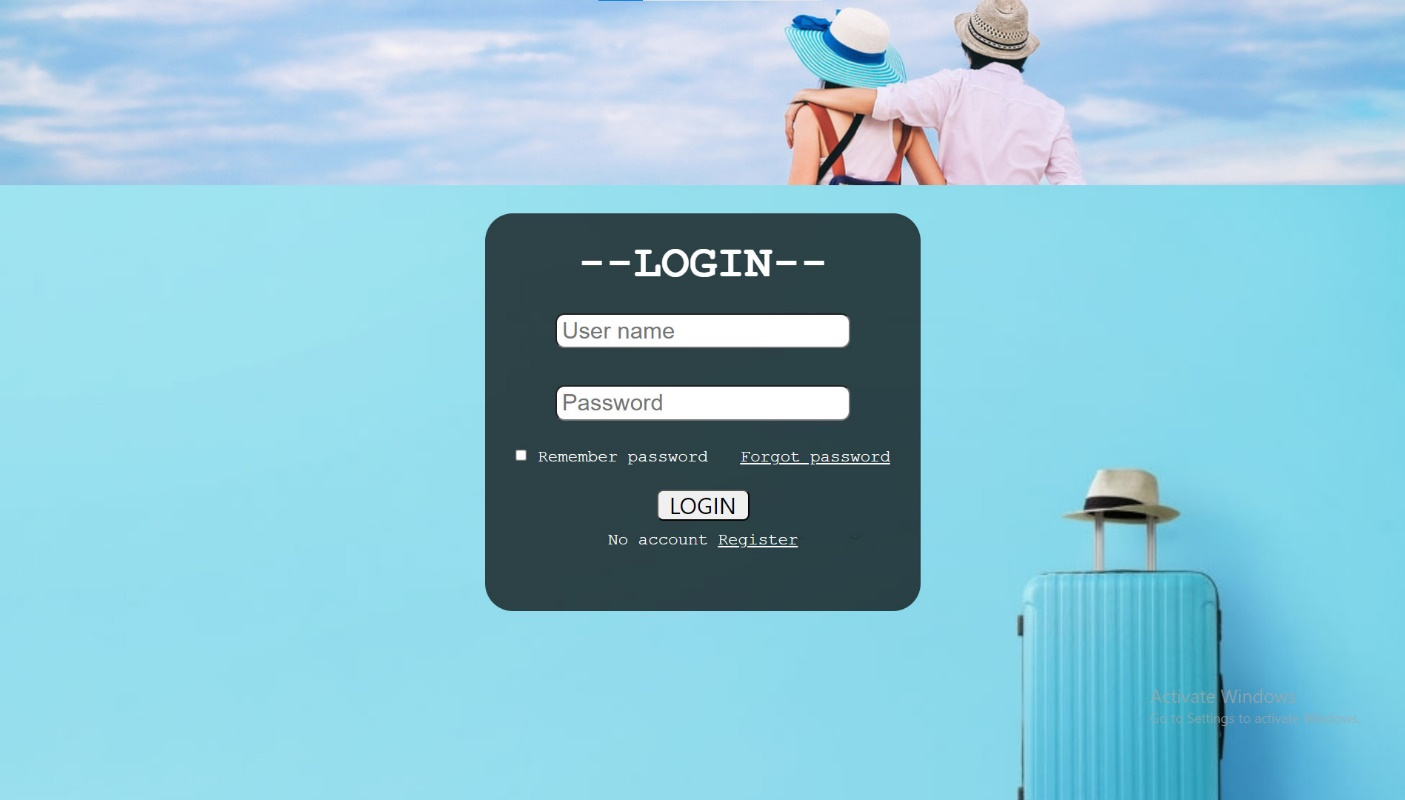 --LOGIN--
User name
Password
Remember password Forgot password
LOGIN
No account Register
Activate Windows
Go to Settings to activate Windows.